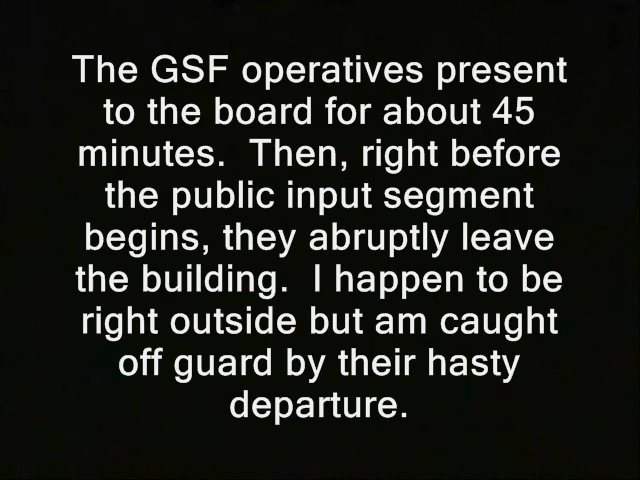 The GSF operatives present
to the board for about 45
minutes.  Then, right before
the public input segment
begins, they abruptly leave
the building.  I happen to be
right outside but am caught
off guard by their hasty
departure.